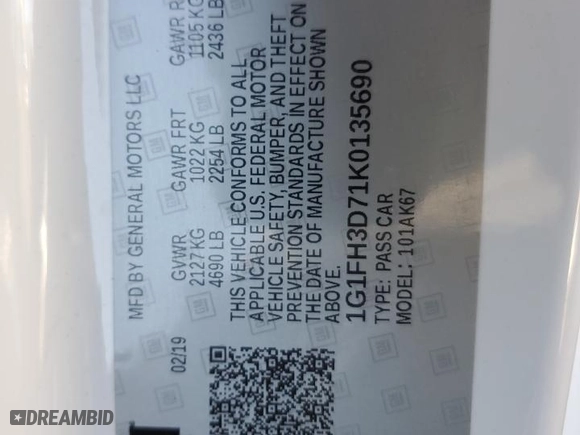 MFD BY GENERAL MOTORS LLC
02/19 GVWR GAWR FRT GAWR R
2127 KG 1022 KG 1105 KG
4690 LB 2254 LB 2436 LB
THIS VEHICLE CONFORMS TO ALL
APPLICABLE U.S. FEDERAL MOTOR
VEHICLE SAFETY, BUMPER, AND THEFT
PREVENTION STANDARDS IN EFFECT ON
THE DATE OF MANUFACTURE SHOWN
ABOVE.
1G1FH3D71K0135690
TYPE: PASS CAR
MODEL: 101AK67
DREAMBID